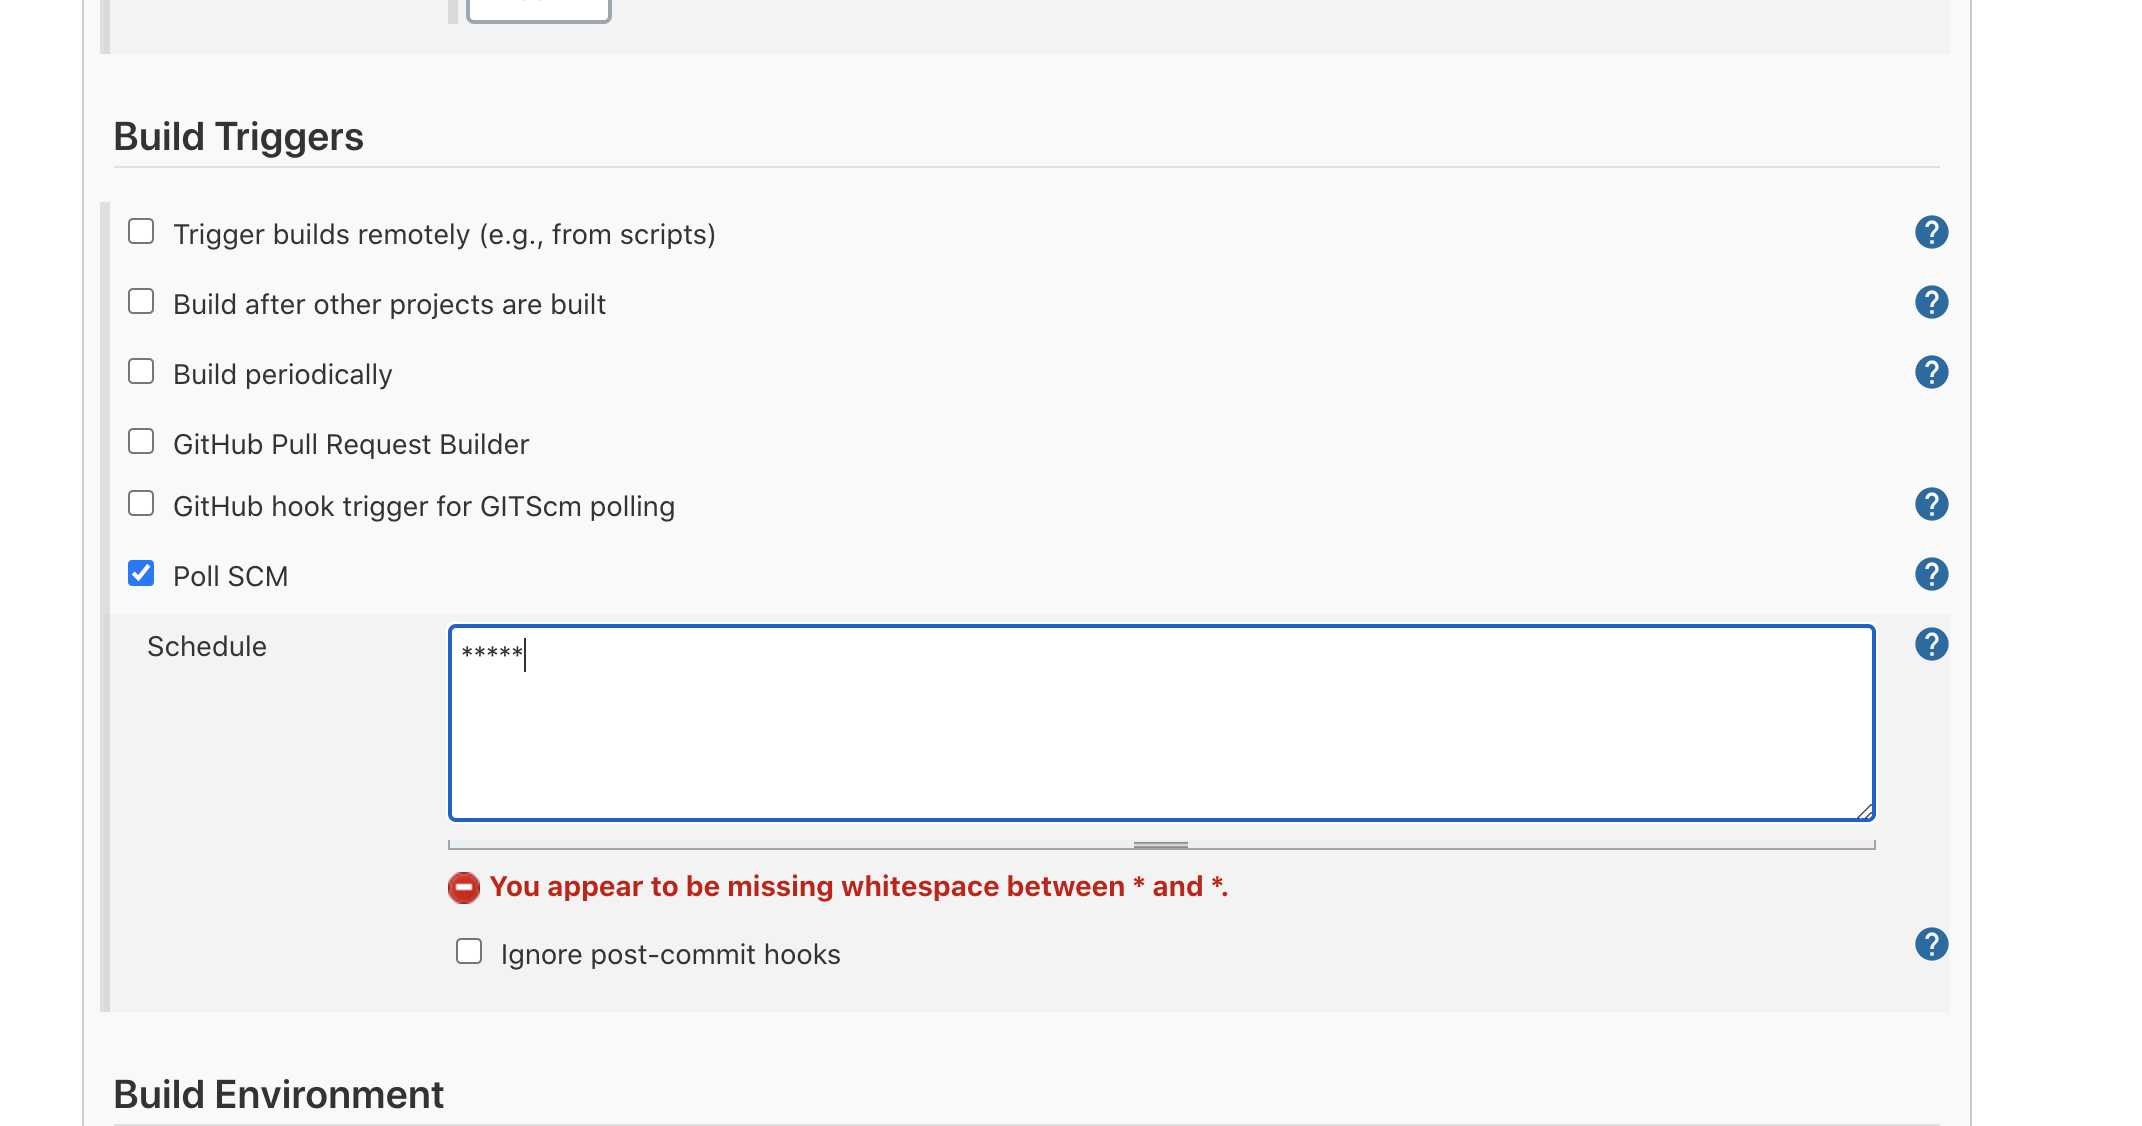 Build Triggers
Trigger builds remotely (e.g., from scripts)
?
Build after other projects are built
?
Build periodically
?
GitHub Pull Request Builder
GitHub hook trigger for GITScm polling
?
Poll SCM
?
Schedule
*****
?
You appear to be missing whitespace between * and *.
Ignore post-commit hooks
?
Build Environment